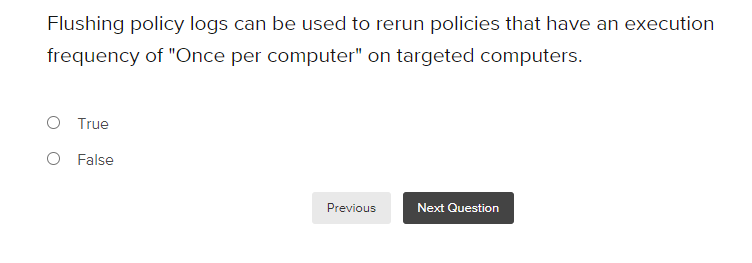 Flushing policy logs can be used to rerun policies that have an execution
frequency of "Once per computer" on targeted computers.
True
False
Previous
Next Question